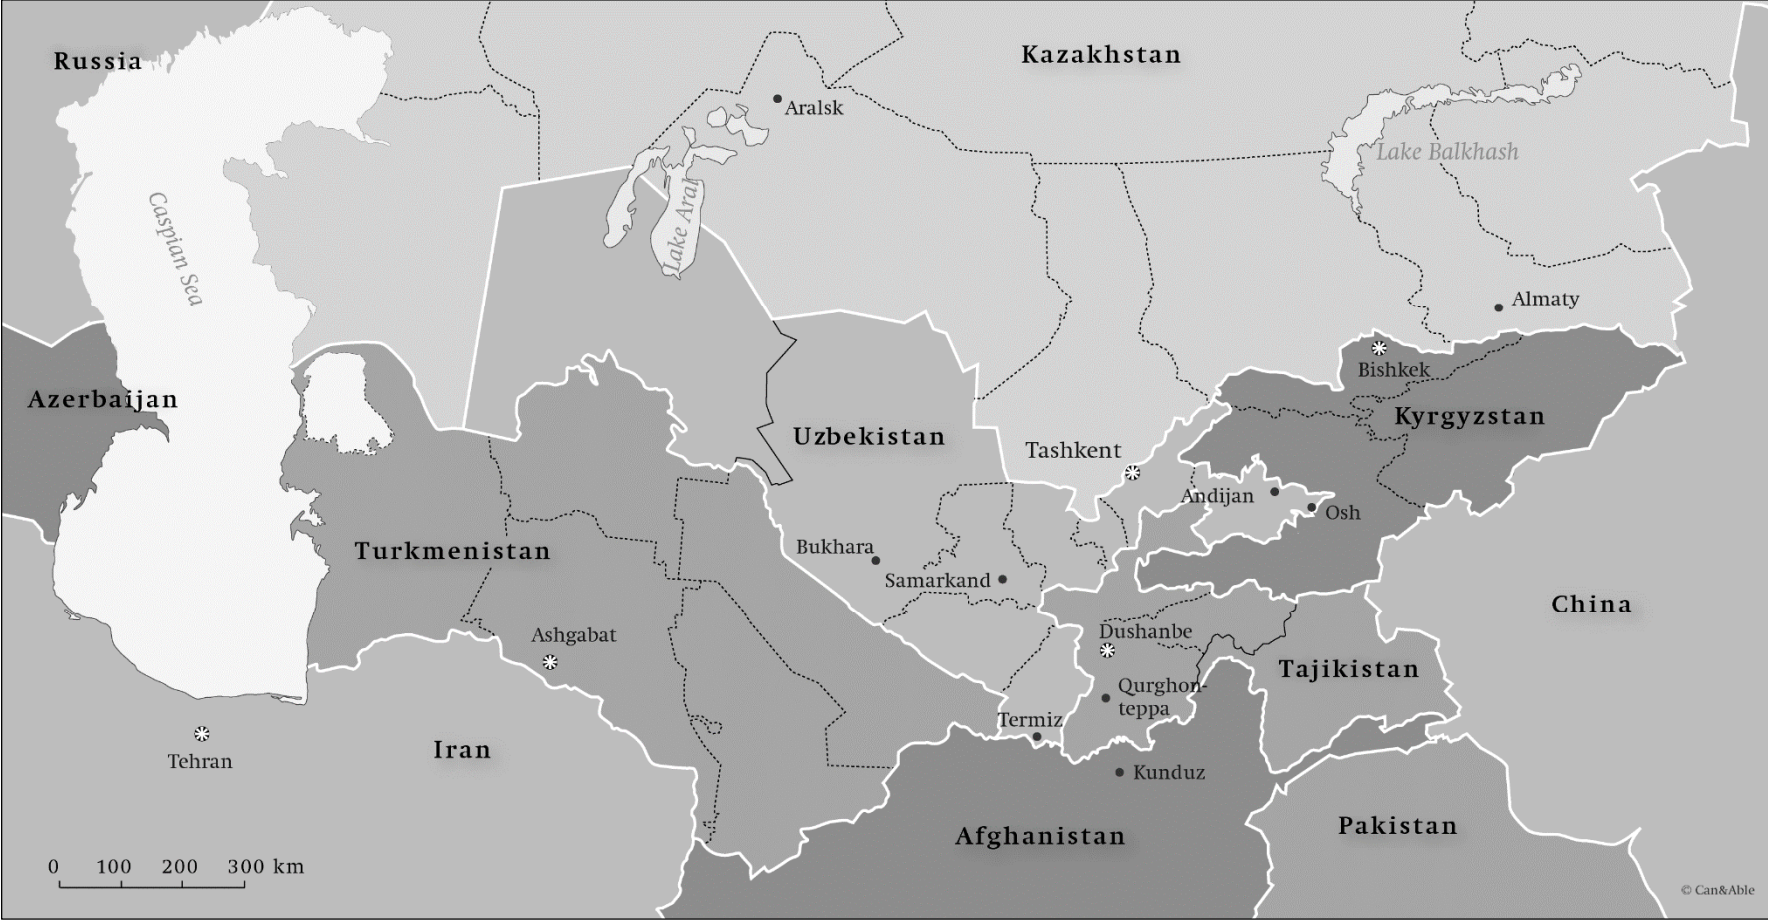 Russia
Kazakhstan
Aralsk
Lake Balkhash
Lake Aral
Caspian Sea
Almaty
Bishkek
Azerbaijan
Kyrgyzstan
Uzbekistan
Tashkent
Andijan
Osh
Turkmenistan
Bukhara
Samarkand
China
Ashgabat
Dushanbe
Tajikistan
Qurghon-
teppa
Termiz
Tehran
Iran
Kunduz
Afghanistan
Pakistan
0 100 200 300 km
© Can&Able